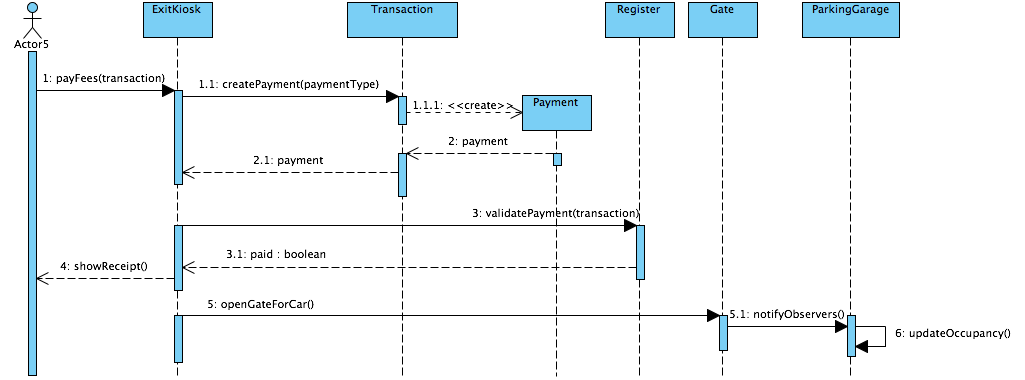 ExitKiosk
Transaction
Register
Gate
ParkingGarage
Actor5
1: payFees(transaction)
1.1: createPayment(paymentType)
1.1.1: <<create>>
Payment
2: payment
2.1: payment
3: validatePayment(transaction)
3.1: paid : boolean
4: showReceipt()
5: openGateForCar()
5.1: notifyObservers()
6: updateOccupancy()